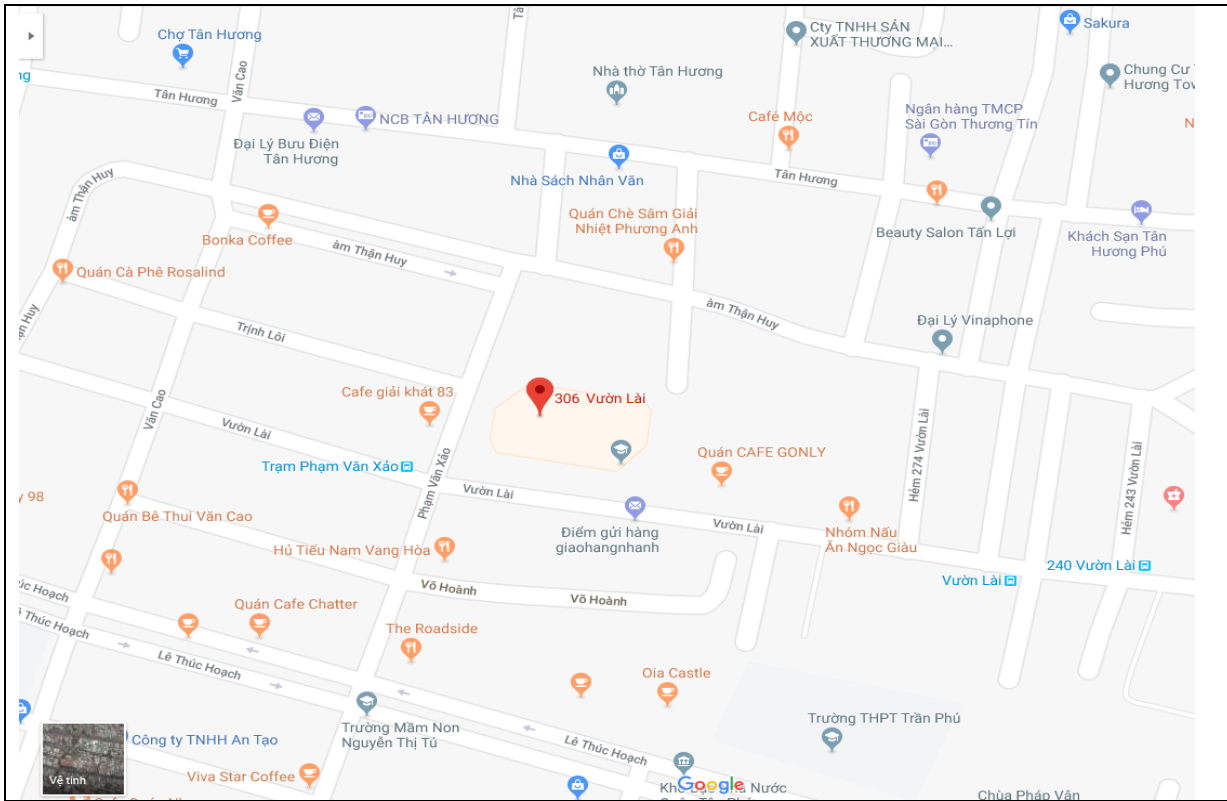 Chợ Tân Hương
Văn Cao
Tân Hương
NCB TÂN HƯƠNG
Đại Lý Bưu Điện
Tân Hương
Nhà thờ Tân Hương
Nhà Sách Nhân Văn
Cty TNHH SẢN
XUẤT THƯƠNG MẠI...
Sakura
Chung Cư
Café Mộc
Ngân hàng TMCP
Sài Gòn Thương Tín
Tân Hương
Beauty Salon Tấn Lợi
Khách Sạn Tân
Hương Phú
Quán Chè Sâm Giải
Nhiệt Phương Anh
àm Thận Huy
Bonka Coffee
àm Thận Huy
Quán Cà Phê Rosalind
Trịnh Lỗi
àm Thận Huy
Đại Lý Vinaphone
306 Vườn Lài
Cafe giải khát 83
Văn Cao
Vườn Lài
Trạm Phạm Văn Xảo
Phạm Văn Xảo
Quán CAFE GONLY
Hẻm 274 Vườn Lài
Hẻm 243 Vườn Lài
y 98
Quán Bê Thui Văn Cao
Vườn Lài
Vườn Lài
Điểm gửi hàng
giaohangnhanh
Nhóm Nấu
Ăn Ngọc Giàu
Hủ Tiếu Nam Vang Hòa
Vườn Lài
240 Vườn Lài
Võ Hoành
Võ Hoành
úc Hoạch
Thúc Hoạch
Quán Cafe Chatter
The Roadside
Lê Thúc Hoạch
Oia Castle
Trường THPT Trần Phú
Trường Mầm Non
Nguyễn Thị Tú
Công ty TNHH An Tạo
Lê Thúc Hoạch
Vệ tinh
Viva Star Coffee
Google
Nước
Chùa Pháp Vân